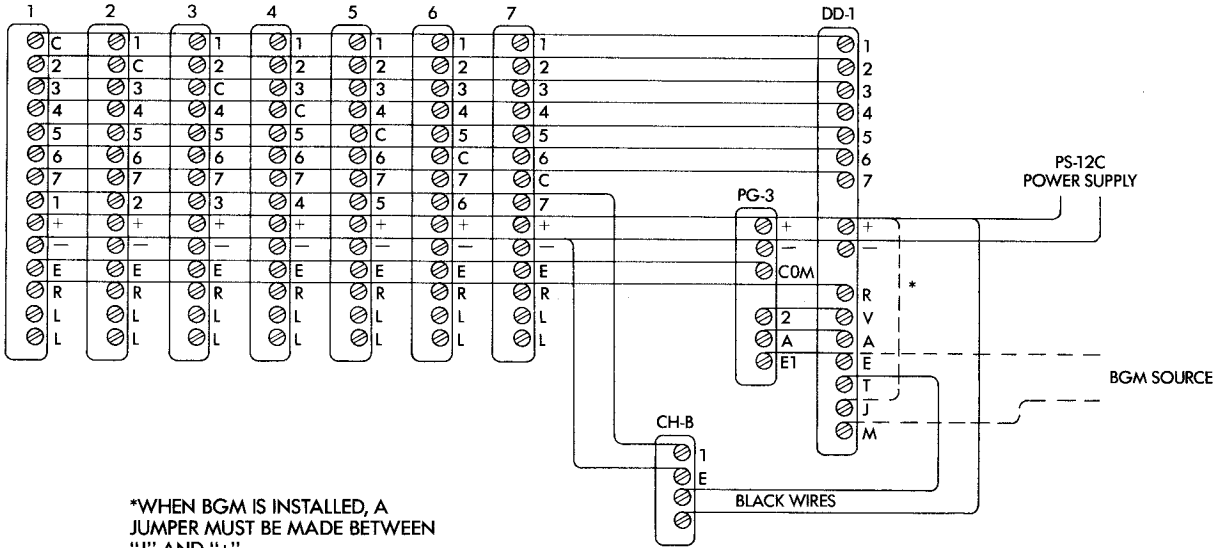 1 2 3 4 5 6 7 DD-1
C 1 1 1 1 1 1 1
2 C 2 2 2 2 2 2
3 3 C 3 3 3 3 3
4 4 4 C 4 4 4 4
5 5 5 5 C 5 5 5
6 6 6 6 6 C 6 6
7 7 7 7 7 7 C 7
1 2 3 4 5 6 7
PS-12C
POWER SUPPLY
PG-3
+ + + + + + + + +
— — — — — — — — —
E E E E E E E COM
R R R R R R R R
*
L L L L L L L 2 V
L L L L L L L A A
E1 E
BGM SOURCE
T
J
M
CH-B
1
E
BLACK WIRES
*WHEN BGM IS INSTALLED, A
JUMPER MUST BE MADE BETWEEN
"J" AND "+"